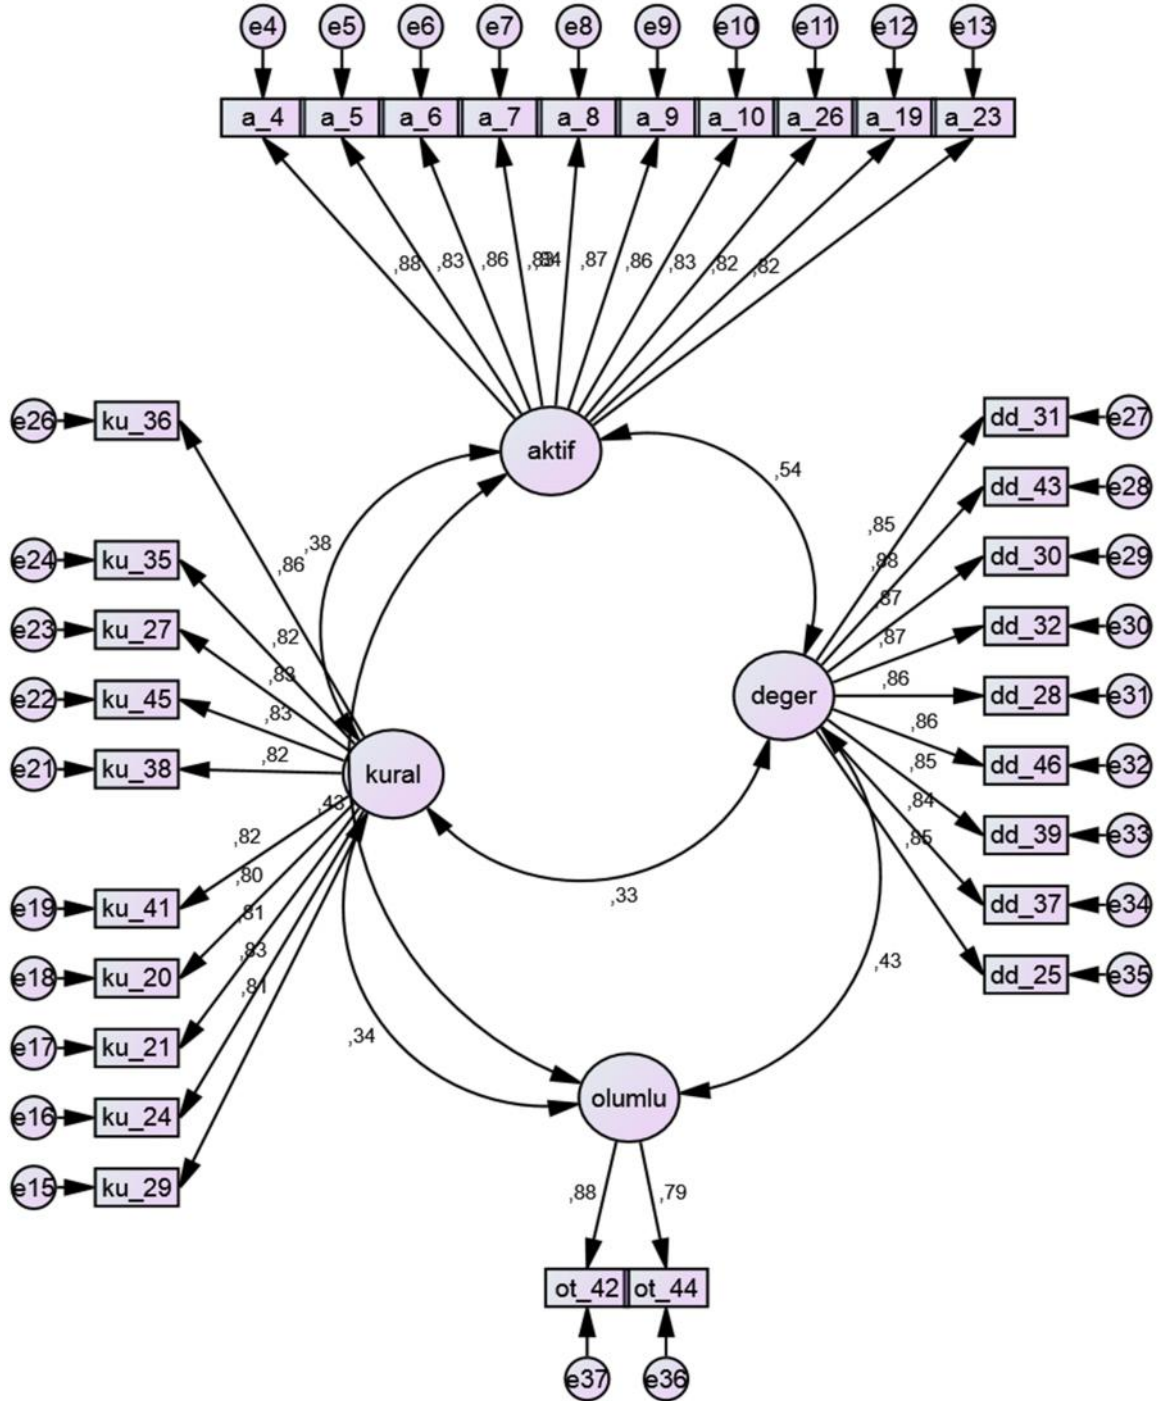 e4 e5 e6 e7 e8 e9 e10 e11 e12 e13
a_4 a_5 a_6 a_7 a_8 a_9 a_10 a_26 a_19 a_23
,88 ,83 ,86 ,84 ,87 ,86 ,83 ,82 ,82
aktif
,54
,38
,86
e26 ku_36
e24 ku_35
e23 ku_27
e22 ku_45
e21 ku_38
,82
,83
,83
,82
kural
,43
,82
,80
,81
,83
,81
e19 ku_41
e18 ku_20
e17 ku_21
e16 ku_24
e15 ku_29
dd_31 e27
dd_43 e28
dd_30 e29
dd_32 e30
dd_28 e31
dd_46 e32
dd_39 e33
dd_37 e34
dd_25 e35
,85
,88
,87
,87
,86
,86
,85
,84
,85
deger
,33
,43
,34
olumlu
,88 ,79
ot_42 ot_44
e37 e36